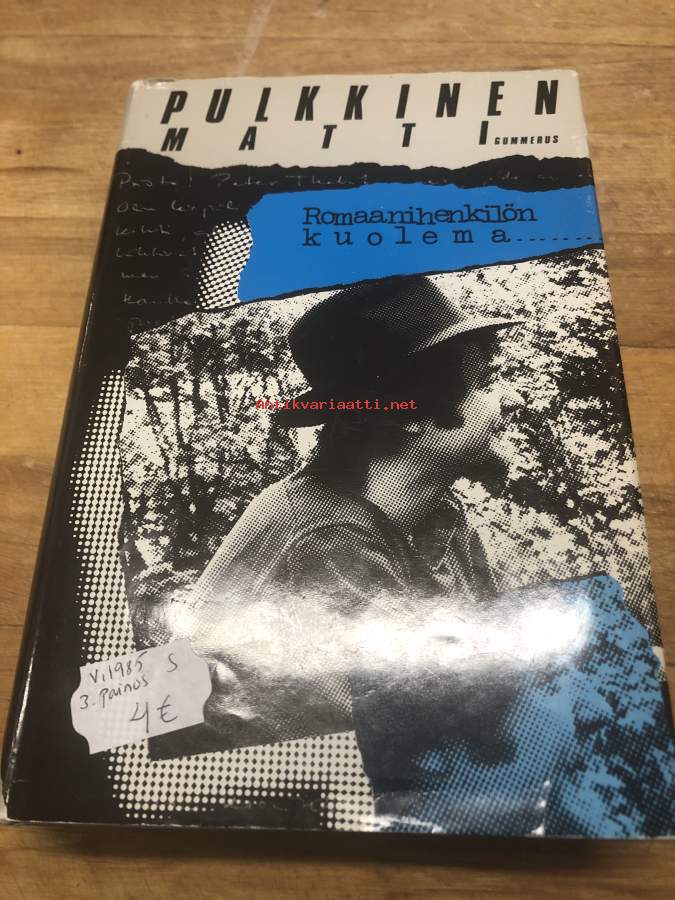 PULKKINEN
MATTI
GUMMERUS
Romaanihenkilön
kuolema.......
Antikvariaatti.net
V.1985 S
3. painos
4€